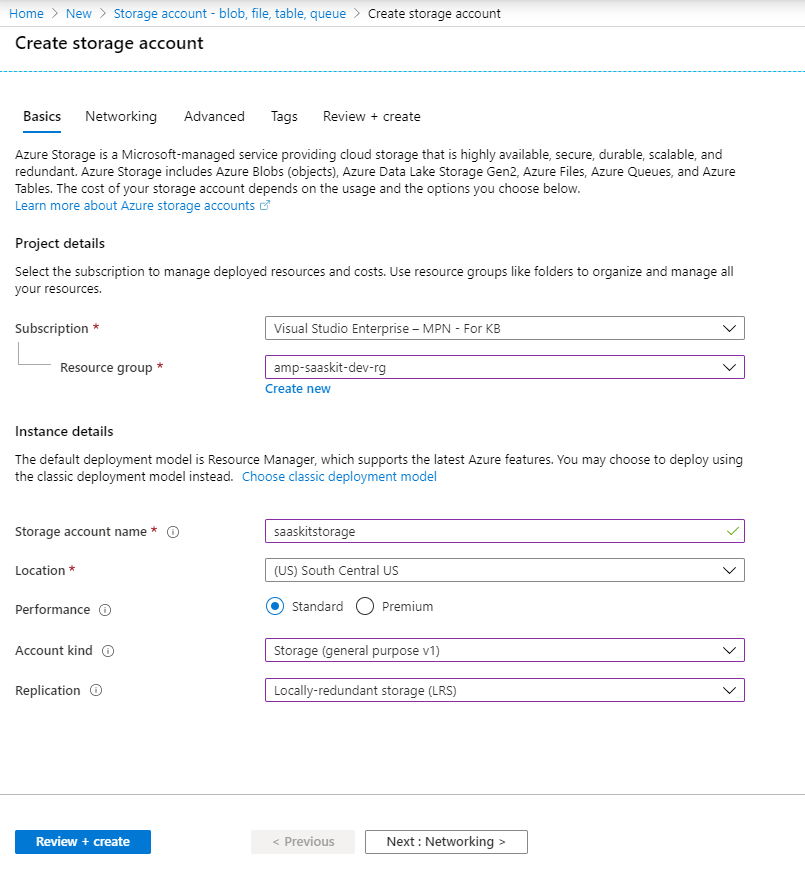 Home > New > Storage account - blob, file, table, queue > Create storage account
Create storage account
Basics Networking Advanced Tags Review + create
Azure Storage is a Microsoft-managed service providing cloud storage that is highly available, secure, durable, scalable, and
redundant. Azure Storage includes Azure Blobs (objects), Azure Data Lake Storage Gen2, Azure Files, Azure Queues, and Azure
Tables. The cost of your storage account depends on the usage and the options you choose below.
Learn more about Azure storage accounts
Project details
Select the subscription to manage deployed resources and costs. Use resource groups like folders to organize and manage all
your resources.
Subscription * Visual Studio Enterprise – MPN - For KB
Resource group * amp-saaskit-dev-rg
Create new
Instance details
The default deployment model is Resource Manager, which supports the latest Azure features. You may choose to deploy using
the classic deployment model instead. Choose classic deployment model
Storage account name * saaskitstorage
Location * (US) South Central US
Performance Standard Premium
Account kind Storage (general purpose v1)
Replication Locally-redundant storage (LRS)
Review + create < Previous Next : Networking >